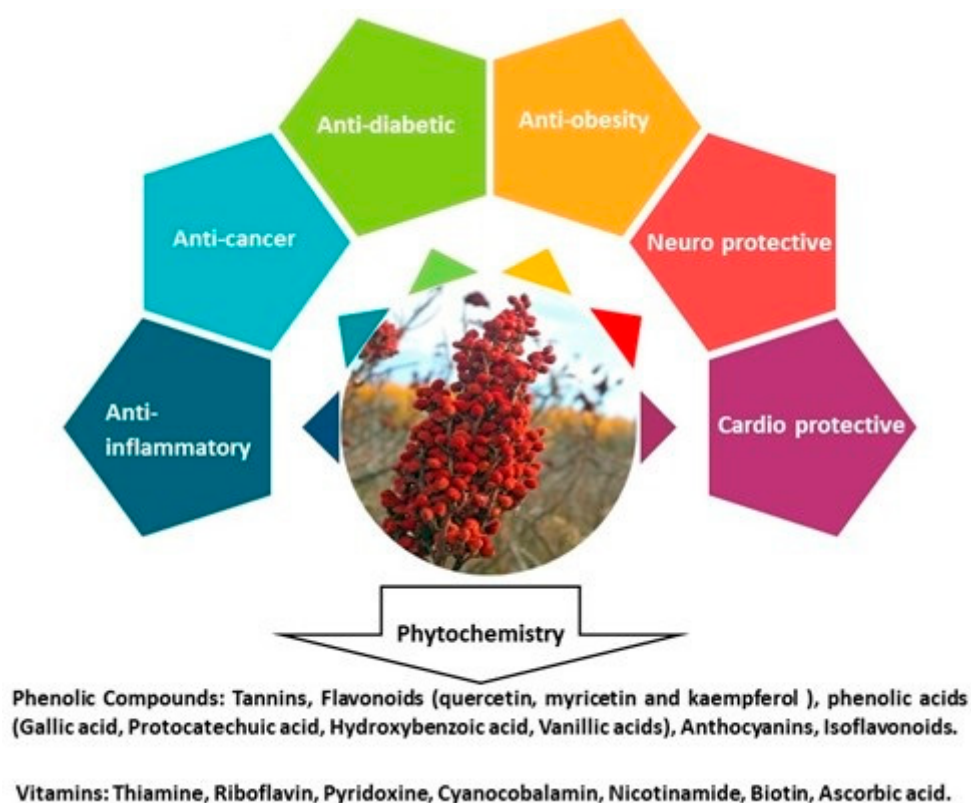 Anti-diabetic
Anti-obesity
Anti-cancer
Neuro protective
Anti-
inflammatory
Cardio protective
Phytochemistry
Phenolic Compounds: Tannins, Flavonoids (quercetin, myricetin and kaempferol ), phenolic acids
(Gallic acid, Protocatechuic acid, Hydroxybenzoic acid, Vanillic acids), Anthocyanins, Isoflavonoids.
Vitamins: Thiamine, Riboflavin, Pyridoxine, Cyanocobalamin, Nicotinamide, Biotin, Ascorbic acid.